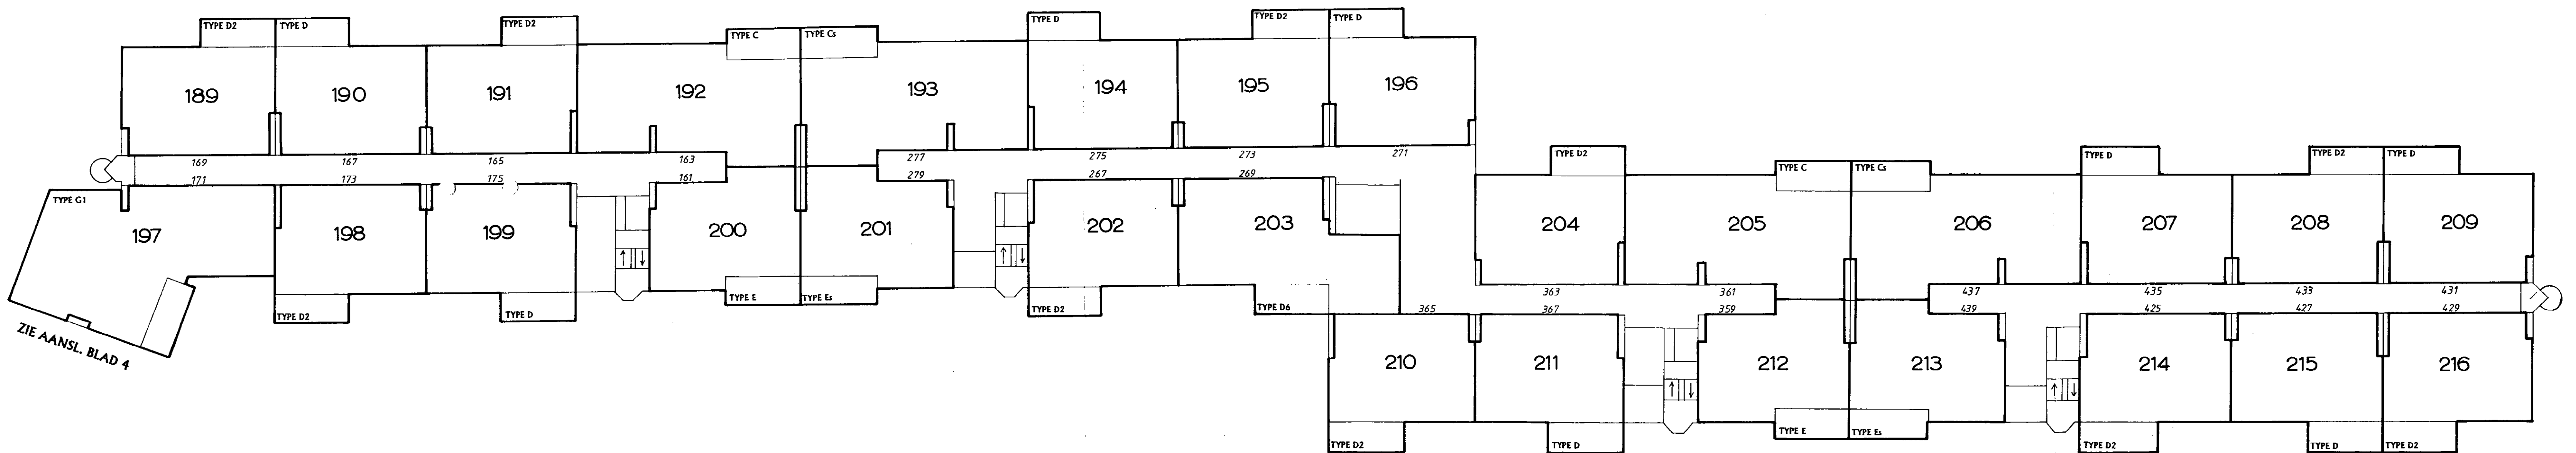 TYPE D2 TYPE D TYPE D2 TYPE C TYPE Cs TYPE D TYPE D2 TYPE D
189 190 191 192 193 194 195 196
169 167 165 163 277 275 273 271
171 173 175 161 279 267 269
TYPE G1
197 198 199 200 201 202 203
TYPE D2 TYPE D TYPE E TYPE Es TYPE D2 TYPE D6
ZIE AANSL. BLAD 4
TYPE D2 TYPE C TYPE Cs TYPE D TYPE D2 TYPE D
204 205 206 207 208 209
363 361 437 435 433 431
365 367 359 439 425 427 429
210 211 212 213 214 215 216
TYPE D2 TYPE D TYPE E TYPE Es TYPE D2 TYPE D TYPE D2